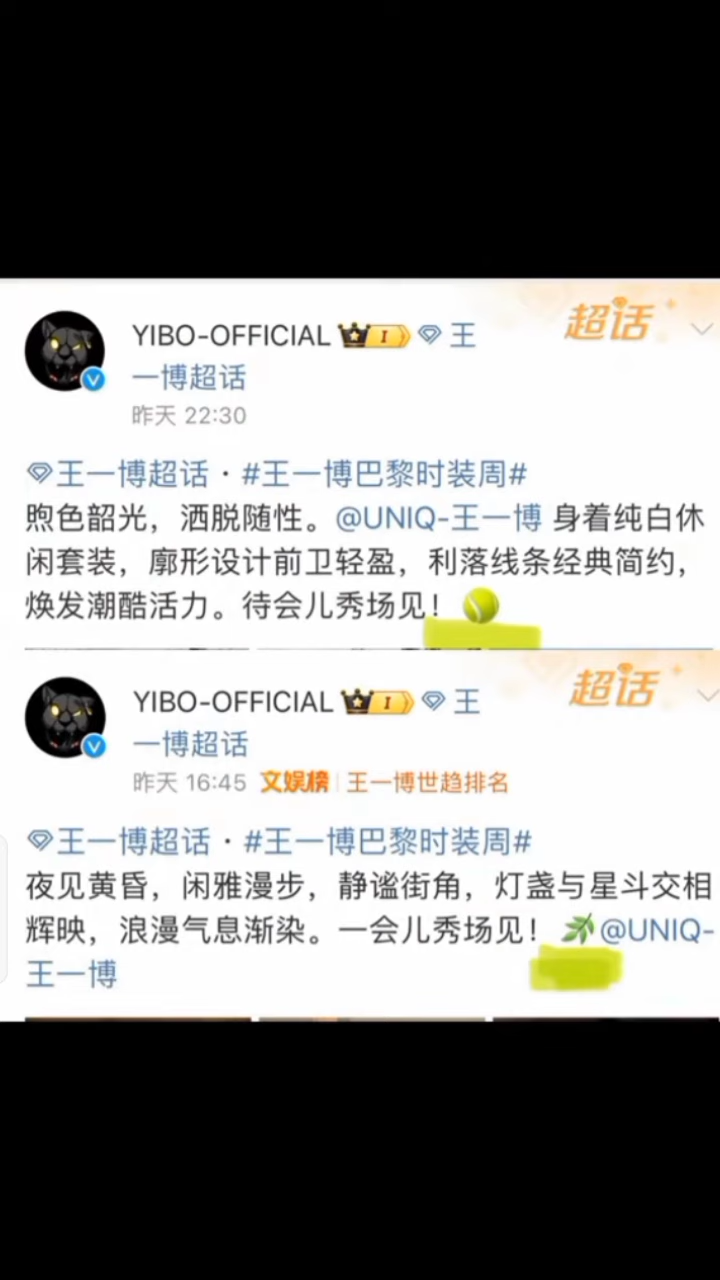 超话
YIBO-OFFICIAL I 王
一博超话
昨天 22:30
王一博超话·#王一博巴黎时装周#
煦色韶光，洒脱随性。@UNIQ-王一博 身着纯白休
闲套装，廓形设计前卫轻盈，利落线条经典简约，
焕发潮酷活力。待会儿秀场见！🎾
超话
YIBO-OFFICIAL I 王
一博超话
昨天 16:45 文娱榜 | 王一博世趋排名
王一博超话·#王一博巴黎时装周#
夜见黄昏，闲雅漫步，静谧街角，灯盏与星斗交相
辉映，浪漫气息渐染。一会儿秀场见！🌿@UNIQ-
王一博